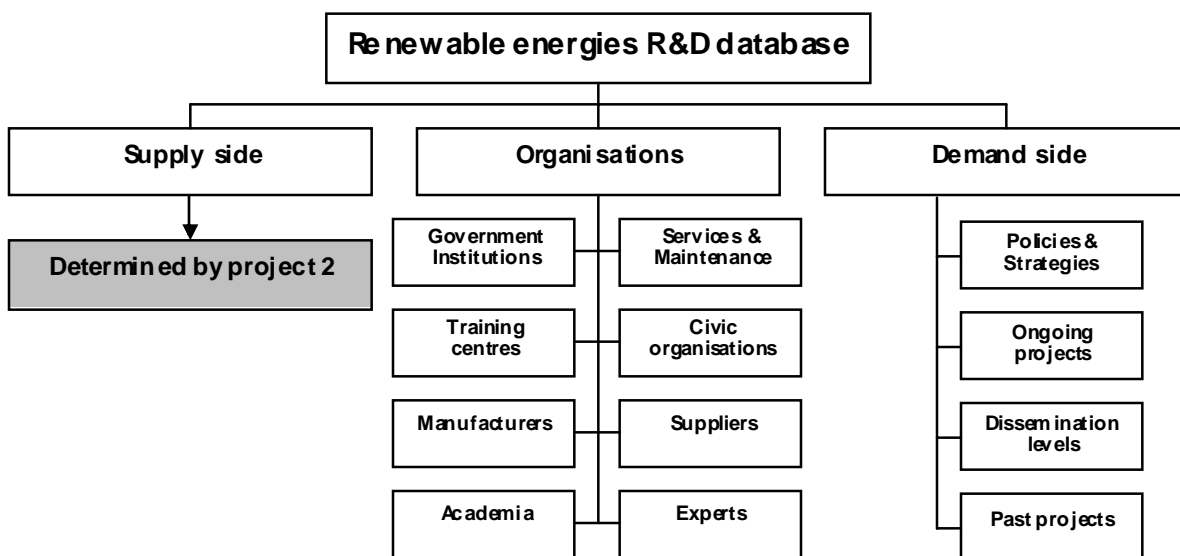 Renewable energies R&D database
Supply side
Organisations
Demand side
Determined by project 2
Government
Institutions
Services &
Maintenance
Training
centres
Civic
organisations
Manufacturers
Suppliers
Academia
Experts
Policies &
Strategies
Ongoing
projects
Dissemination
levels
Past projects